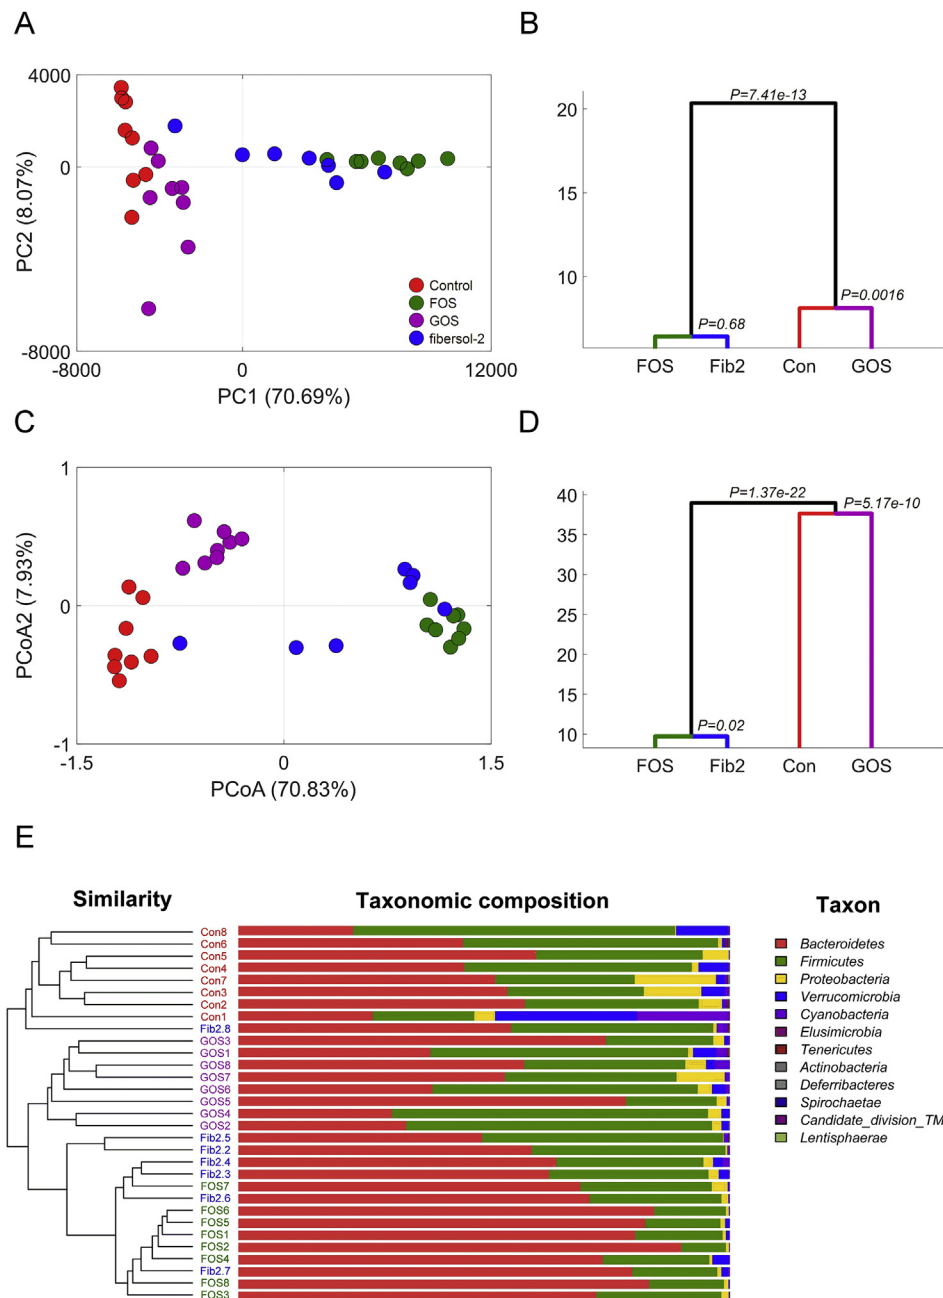 A
4000
0
-8000
-8000
0
12000
PC2 (8.07%)
PC1 (70.69%)
Control
FOS
GOS
fibersol-2
B
20
15
10
P=7.41e-13
P=0.0016
P=0.68
FOS
Fib2
Con
GOS
C
1
0
-1
-1.5
0
1.5
PCoA2 (7.93%)
PCoA (70.83%)
D
40
35
30
25
20
15
10
P=1.37e-22
P=5.17e-10
P=0.02
FOS
Fib2
Con
GOS
E
Similarity
Taxonomic composition
Taxon
Con8
Con6
Con5
Con4
Con7
Con3
Con2
Con1
Fib2.8
GOS3
GOS1
GOS8
GOS7
GOS6
GOS5
GOS4
GOS2
Fib2.5
Fib2.2
Fib2.4
Fib2.3
FOS7
Fib2.6
FOS6
FOS5
FOS1
FOS2
FOS4
Fib2.7
FOS8
FOS3
Bacteroidetes
Firmicutes
Proteobacteria
Verrucomicrobia
Cyanobacteria
Elusimicrobia
Tenericutes
Actinobacteria
Deferribacteres
Spirochaetae
Candidate_division_TM
Lentisphaerae